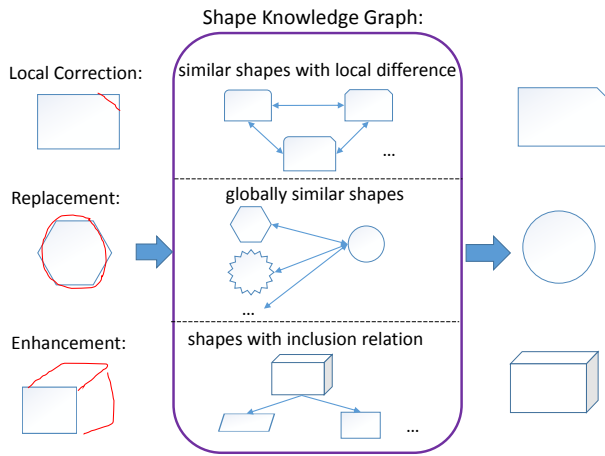 Shape Knowledge Graph:
Local Correction:
similar shapes with local difference
...
Replacement:
globally similar shapes
...
Enhancement:
shapes with inclusion relation
...